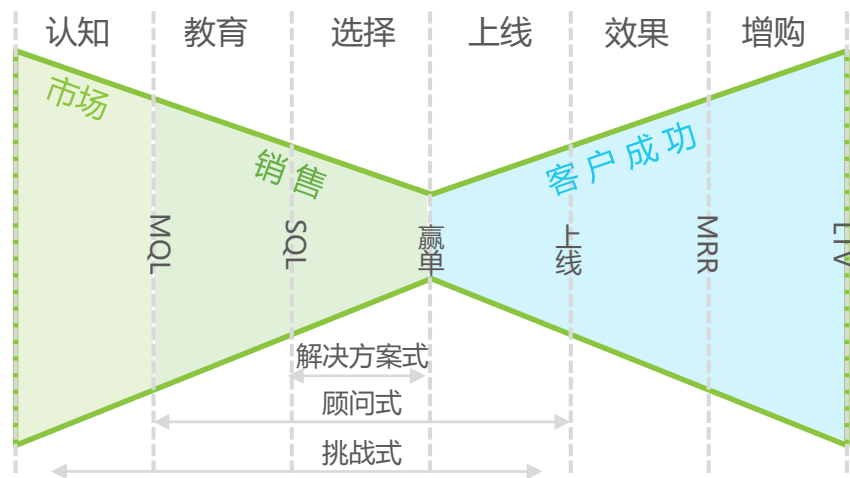 认知 教育 选择 上线 效果 增购
市场
销售
客户成功
MQL
SQL
赢单
上线
MRR
LTV
解决方案式
顾问式
挑战式